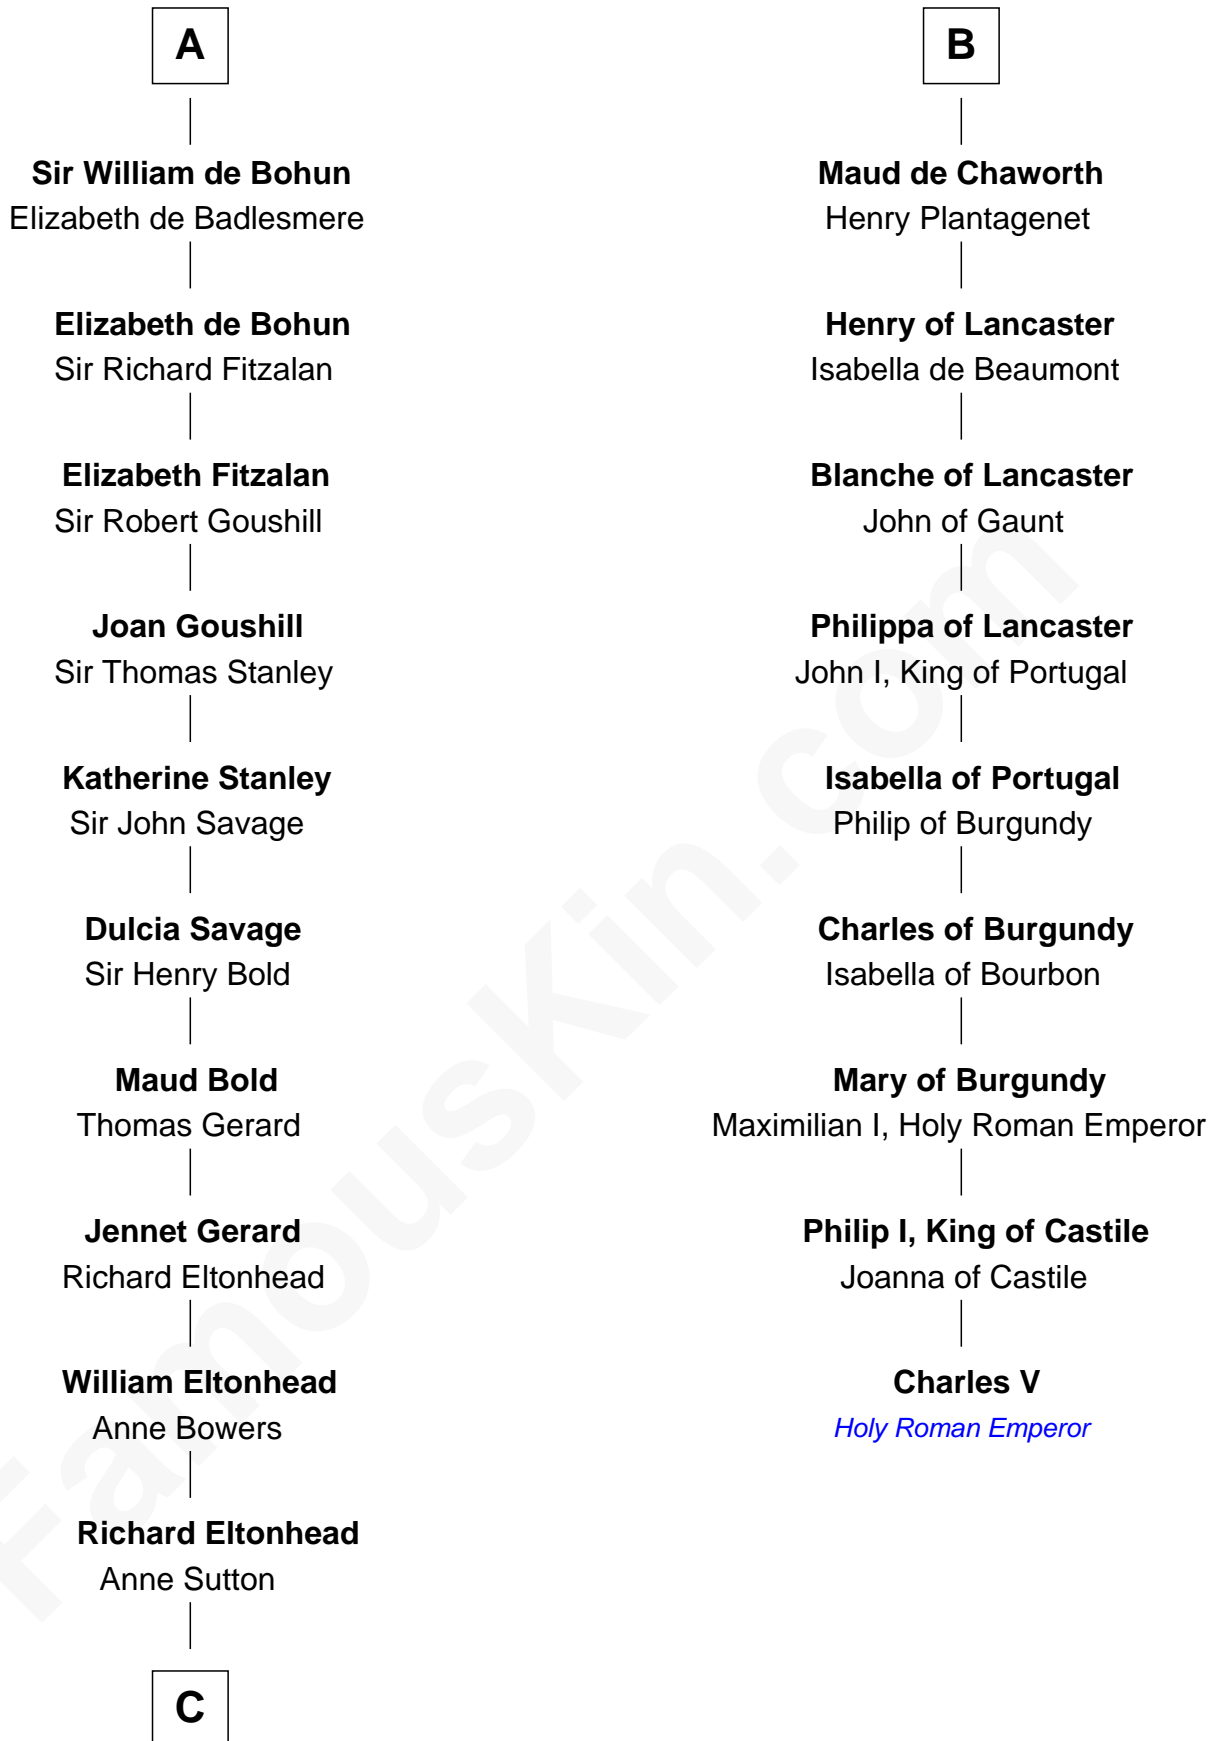 A
Sir William de Bohun
Elizabeth de Badlesmere
Elizabeth de Bohun
Sir Richard Fitzalan
Elizabeth Fitzalan
Sir Robert Goushill
Joan Goushill
Sir Thomas Stanley
Katherine Stanley
Sir John Savage
Dulcia Savage
Sir Henry Bold
Maud Bold
Thomas Gerard
Jennet Gerard
Richard Eltonhead
William Eltonhead
Anne Bowers
Richard Eltonhead
Anne Sutton
C
B
Maud de Chaworth
Henry Plantagenet
Henry of Lancaster
Isabella de Beaumont
Blanche of Lancaster
John of Gaunt
Philippa of Lancaster
John I, King of Portugal
Isabella of Portugal
Philip of Burgundy
Charles of Burgundy
Isabella of Bourbon
Mary of Burgundy
Maximilian I, Holy Roman Emperor
Philip I, King of Castile
Joanna of Castile
Charles V
Holy Roman Emperor
FamousKin.com